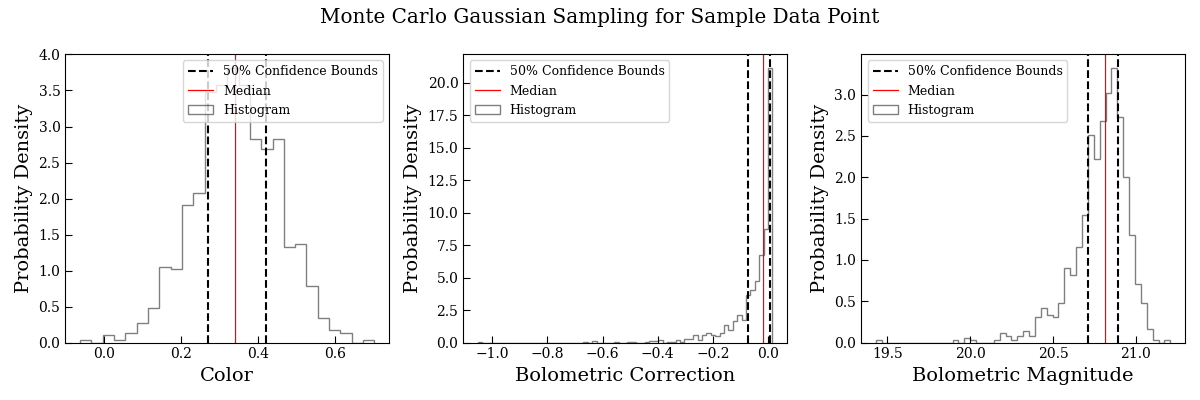 Monte Carlo Gaussian Sampling for Sample Data Point
Probability Density
4.0
3.5
3.0
2.5
2.0
1.5
1.0
0.5
0.0
50% Confidence Bounds
Median
Histogram
0.0 0.2 0.4 0.6
Color
Probability Density
20.0
17.5
15.0
12.5
10.0
7.5
5.0
2.5
0.0
50% Confidence Bounds
Median
Histogram
−1.0 −0.8 −0.6 −0.4 −0.2 0.0
Bolometric Correction
Probability Density
3.0
2.5
2.0
1.5
1.0
0.5
0.0
50% Confidence Bounds
Median
Histogram
19.5 20.0 20.5 21.0
Bolometric Magnitude